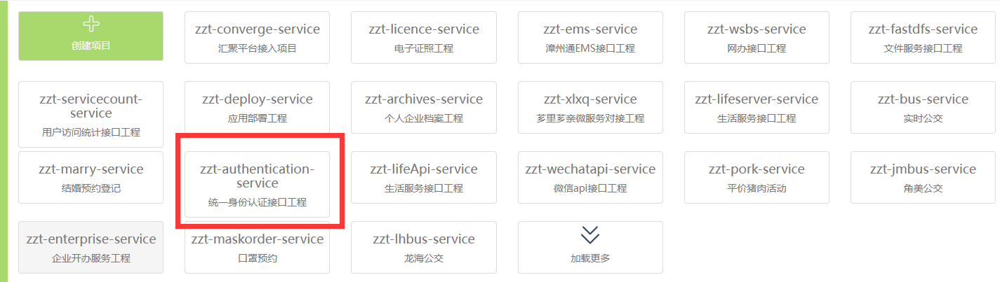 创建项目
zzt-converge-service
汇聚平台接入项目
zzt-licence-service
电子证照工程
zzt-ems-service
漳州通EMS接口工程
zzt-wsbs-service
网办接口工程
zzt-fastdfs-service
文件服务接口工程
zzt-servicecount-
service
用户访问统计接口工程
zzt-deploy-service
应用部署工程
zzt-archives-service
个人企业档案工程
zzt-xlxq-service
芗里芗亲微服务对接工程
zzt-lifeserver-service
生活服务接口工程
zzt-bus-service
实时公交
zzt-marry-service
结婚预约登记
zzt-authentication-
service
统一身份认证接口工程
zzt-lifeApi-service
生活服务接口工程
zzt-wechatapi-service
微信api接口工程
zzt-pork-service
平价猪肉活动
zzt-jmbus-service
角美公交
zzt-enterprise-service
企业开办服务工程
zzt-maskorder-service
口罩预约
zzt-lhbus-service
龙海公交
加载更多